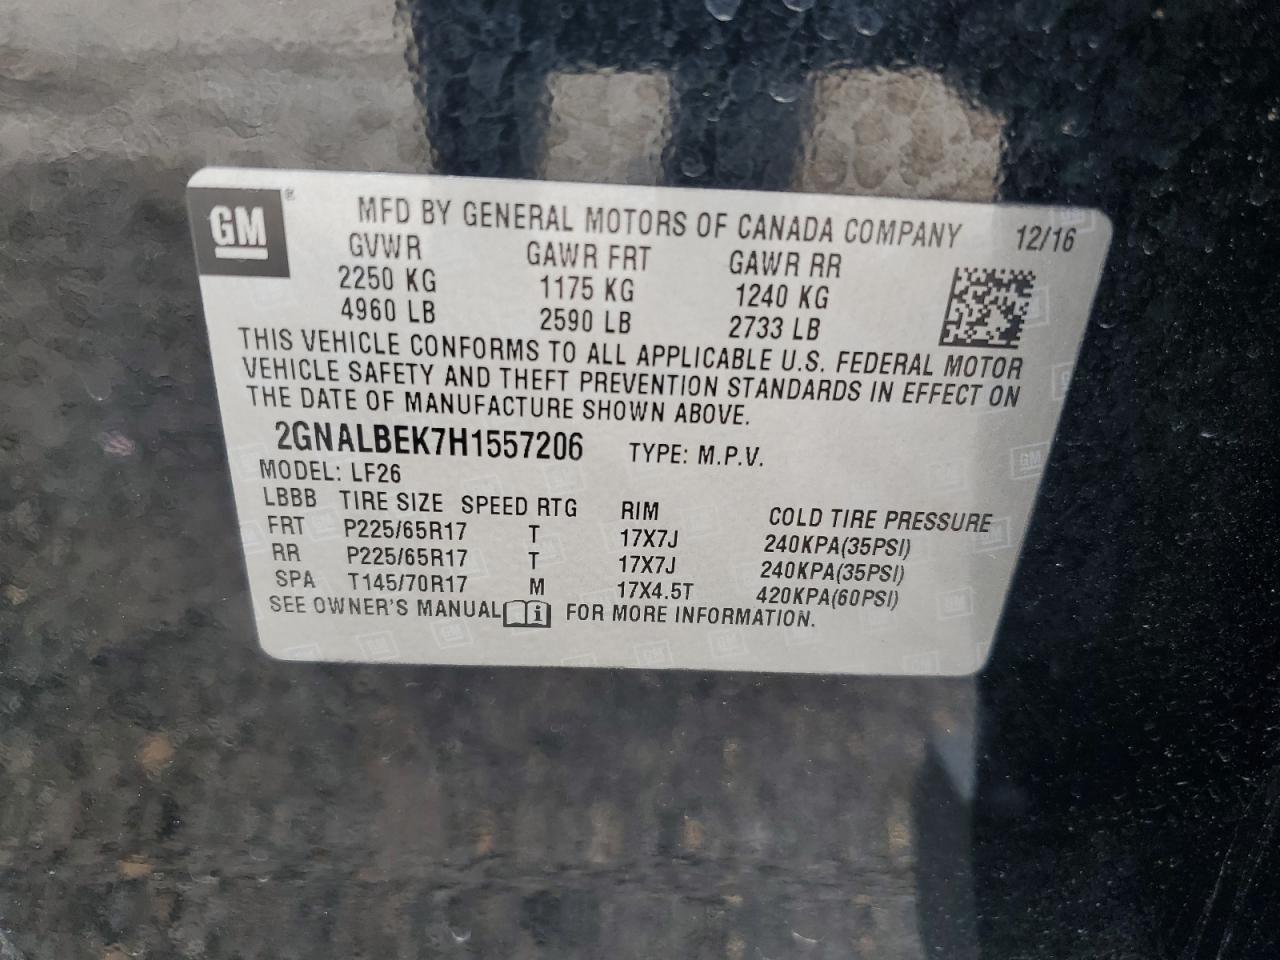 GM ® MFD BY GENERAL MOTORS OF CANADA COMPANY 12/16
GVWR GAWR FRT GAWR RR
2250 KG 1175 KG 1240 KG
4960 LB 2590 LB 2733 LB
THIS VEHICLE CONFORMS TO ALL APPLICABLE U.S. FEDERAL MOTOR
VEHICLE SAFETY AND THEFT PREVENTION STANDARDS IN EFFECT ON
THE DATE OF MANUFACTURE SHOWN ABOVE.
2GNALBEK7H1557206 TYPE: M.P.V.
MODEL: LF26
LBBB TIRE SIZE SPEED RTG RIM COLD TIRE PRESSURE
FRT P225/65R17 T 17X7J 240KPA(35PSI)
RR P225/65R17 T 17X7J 240KPA(35PSI)
SPA T145/70R17 M 17X4.5T 420KPA(60PSI)
SEE OWNER'S MANUAL FOR MORE INFORMATION.